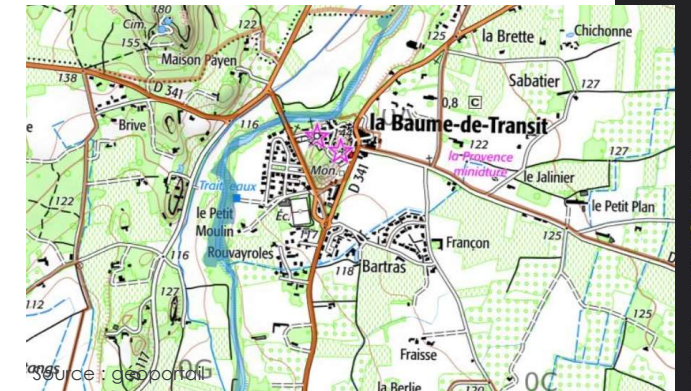 180
Cim.
122
155
Maison Payen
125
la Brette
Chichonne
138
D 341
Sabatier
127
0,8 C
Brive
116
la Baume-de-Transit
122
127
la Provence
miniature
Mon.
D 341
le Jalinier
122
le Petit Plan
le Petit
Éc.
Moulin
125
Françon
Rouvayroles
116
118
Bartras
127
112
125
Fraisse
Source : geoportail
117
la Berlie
120